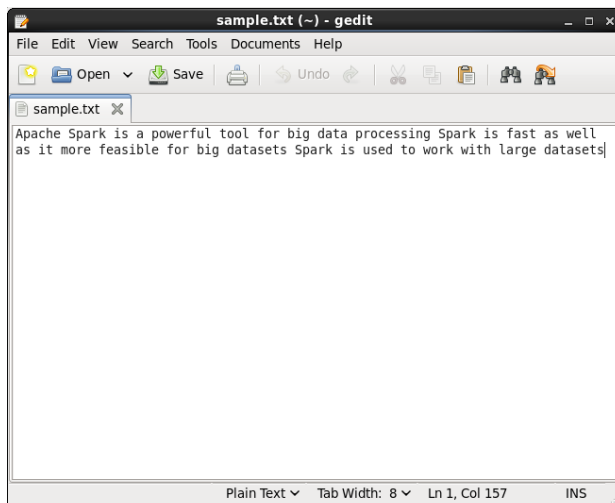 sample.txt (~) - gedit
File Edit View Search Tools Documents Help
Open Save Undo
sample.txt
Apache Spark is a powerful tool for big data processing Spark is fast as well
as it more feasible for big datasets Spark is used to work with large datasets
Plain Text Tab Width: 8 Ln 1, Col 157 INS